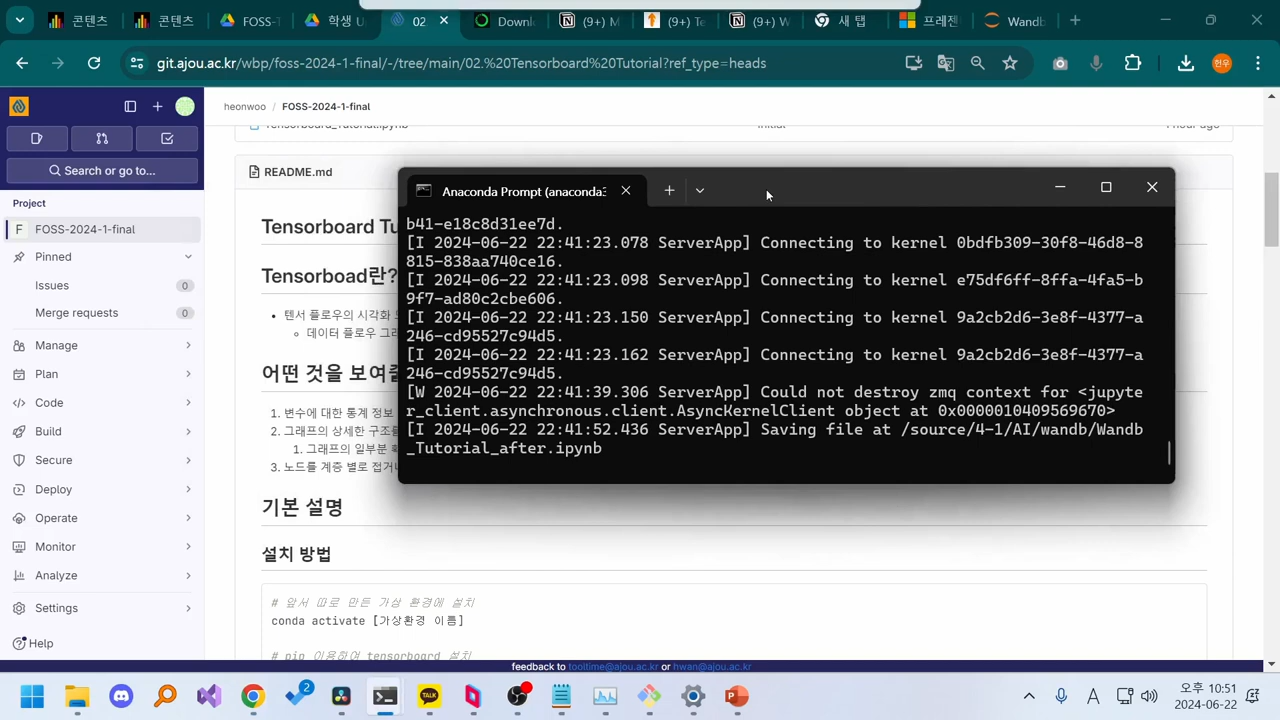 콘텐츠
콘텐츠
FOSS-1
학생 U
02
Downl
(9+) M
(9+) Te
(9+) W
새 탭
프레젠
Wandb
git.ajou.ac.kr/wbp/foss-2024-1-final/-/tree/main/02.%20Tensorboard%20Tutorial?ref_type=heads
현우
heonwoo / FOSS-2024-1-final
Tensorboard_Tutorial.ipynb
Initial
1 hour ago
Search or go to...
README.md
Project
F FOSS-2024-1-final
Pinned
Issues 0
Merge requests 0
Manage
Plan
Code
Build
Secure
Deploy
Operate
Monitor
Analyze
Settings
Help
Tensorboard Tu
Tensorboad란?
텐서 플로우의 시각화
데이터 플로우 그래
어떤 것을 보여줄
1. 변수에 대한 통계 정보
2. 그래프의 상세한 구조를
1. 그래프의 일부분
3. 노드를 계층 별로 접거나
기본 설명
설치 방법
# 앞서 따로 만든 가상 환경에 설치
conda activate [가상환경 이름]
# pip 이용하여 tensorboard 설치
Anaconda Prompt (anaconda3
b41-e18c8d31ee7d.
[I 2024-06-22 22:41:23.078 ServerApp] Connecting to kernel 0bdfb309-30f8-46d8-8
815-838aa740ce16.
[I 2024-06-22 22:41:23.098 ServerApp] Connecting to kernel e75df6ff-8ffa-4fa5-b
9f7-ad80c2cbe606.
[I 2024-06-22 22:41:23.150 ServerApp] Connecting to kernel 9a2cb2d6-3e8f-4377-a
246-cd95527c94d5.
[I 2024-06-22 22:41:23.162 ServerApp] Connecting to kernel 9a2cb2d6-3e8f-4377-a
246-cd95527c94d5.
[W 2024-06-22 22:41:39.306 ServerApp] Could not destroy zmq context for <jupyte
r_client.asynchronous.client.AsyncKernelClient object at 0x0000010409569670>
[I 2024-06-22 22:41:52.436 ServerApp] Saving file at /source/4-1/AI/wandb/Wandb
_Tutorial_after.ipynb
feedback to tooltime@ajou.ac.kr or hwan@ajou.ac.kr
2
TALK
A
오후 10:51
2024-06-22